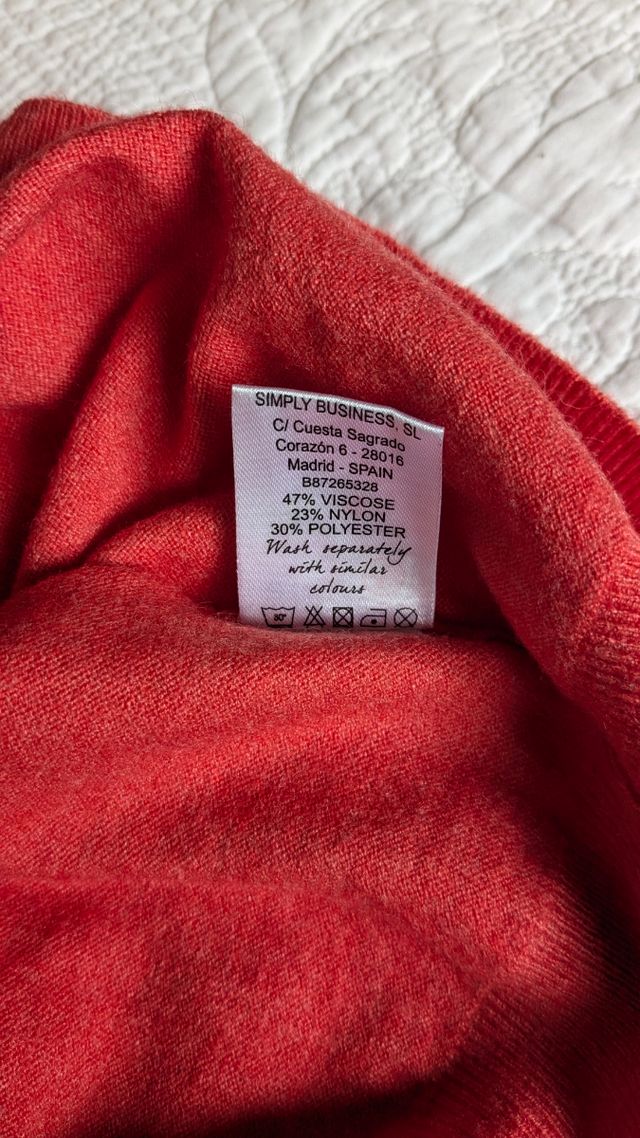 SIMPLY BUSINESS, SL
C/ Cuesta Sagrado
Corazón 6 - 28016
Madrid - SPAIN
B87265328
47% VISCOSE
23% NYLON
30% POLYESTER
Wash separately
with similar
colours
30°